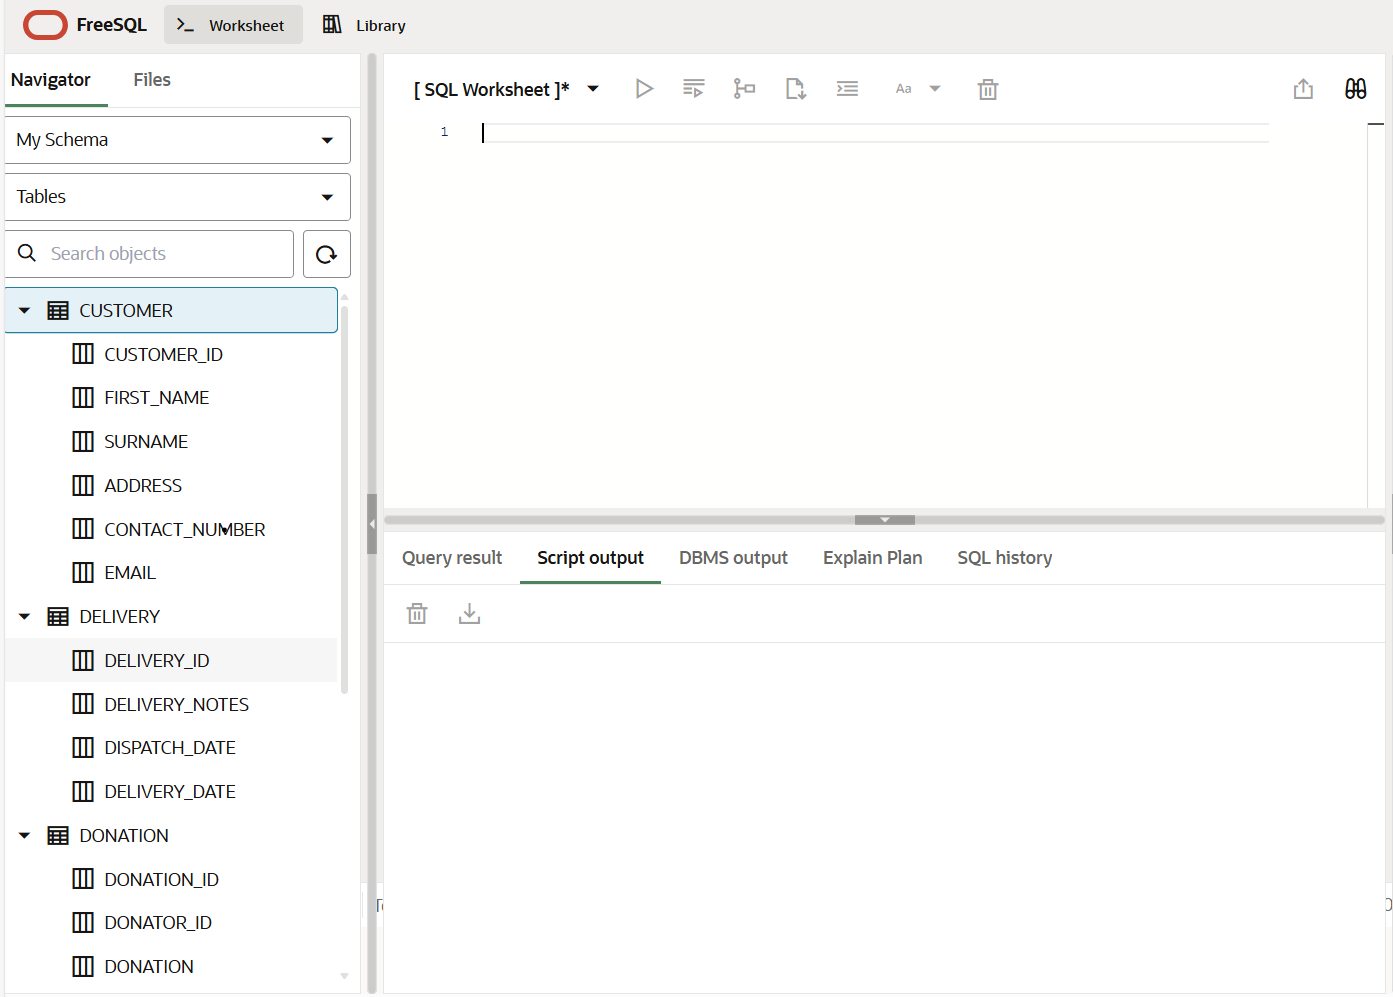 FreeSQL
Worksheet
Library
Navigator
Files
My Schema
Tables
Search objects
CUSTOMER
CUSTOMER_ID
FIRST_NAME
SURNAME
ADDRESS
CONTACT_NUMBER
EMAIL
DELIVERY
DELIVERY_ID
DELIVERY_NOTES
DISPATCH_DATE
DELIVERY_DATE
DONATION
DONATION_ID
DONATOR_ID
DONATION
[ SQL Worksheet ]*
Aa
1
Query result
Script output
DBMS output
Explain Plan
SQL history